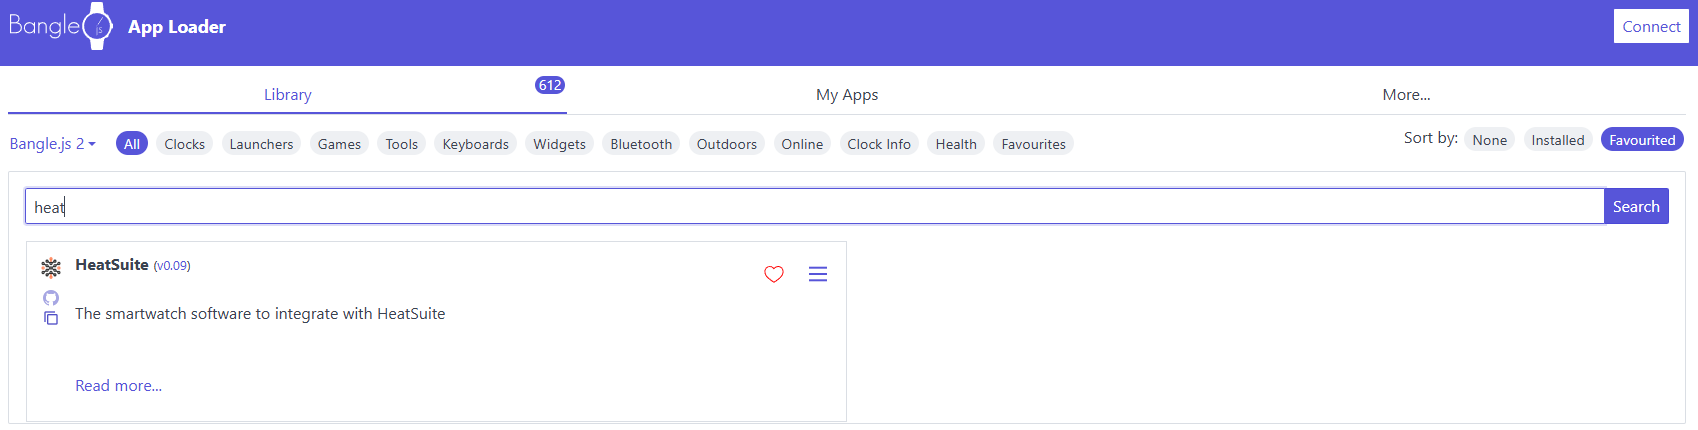 Bangle js App Loader Connect
Library 612 My Apps More...
Bangle.js 2 All Clocks Launchers Games Tools Keyboards Widgets Bluetooth Outdoors Online Clock Info Health Favourites Sort by: None Installed Favourited
heat Search
HeatSuite (v0.09)
The smartwatch software to integrate with HeatSuite
Read more...